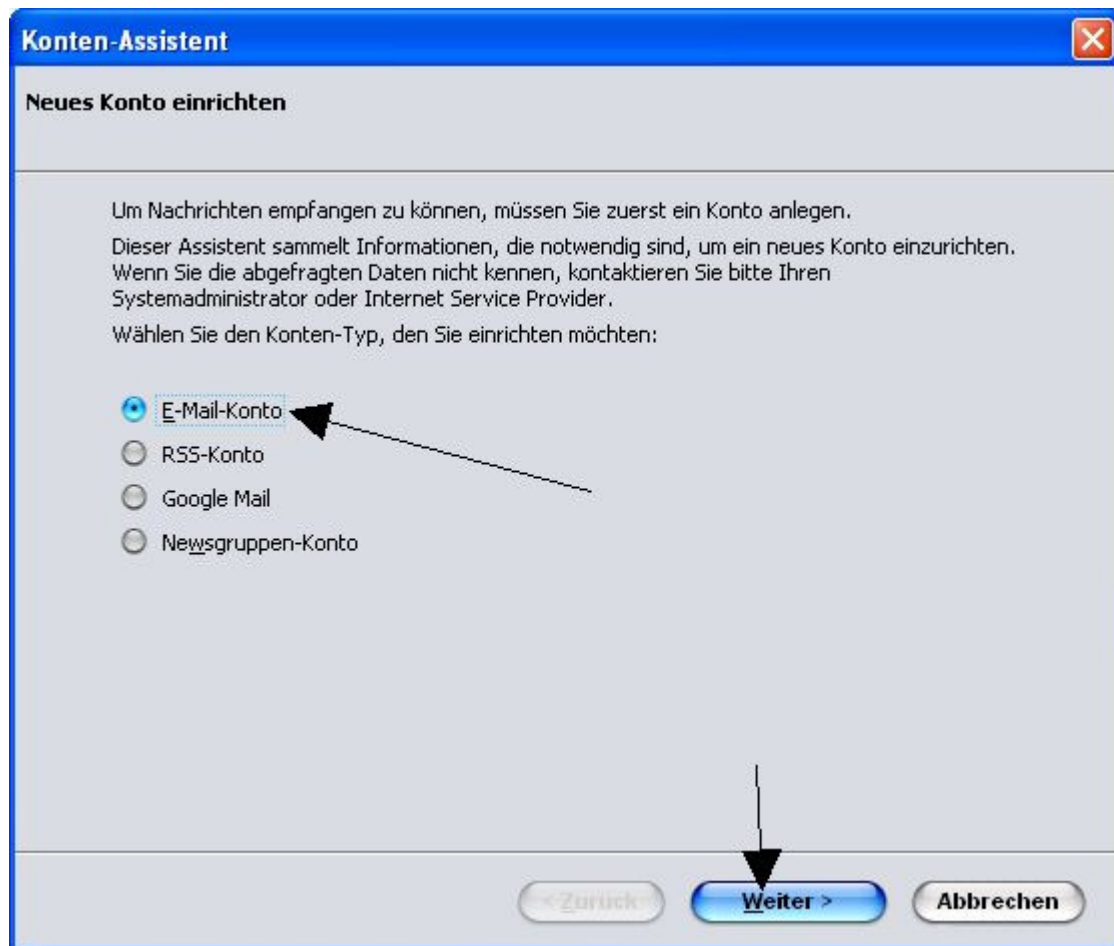 Konten-Assistent
Neues Konto einrichten
Um Nachrichten empfangen zu können, müssen Sie zuerst ein Konto anlegen.
Dieser Assistent sammelt Informationen, die notwendig sind, um ein neues Konto einzurichten.
Wenn Sie die abgefragten Daten nicht kennen, kontaktieren Sie bitte Ihren
Systemadministrator oder Internet Service Provider.
Wählen Sie den Konten-Typ, den Sie einrichten möchten:
E-Mail-Konto
RSS-Konto
Google Mail
Newsgruppen-Konto
< Zurück
Weiter >
Abbrechen